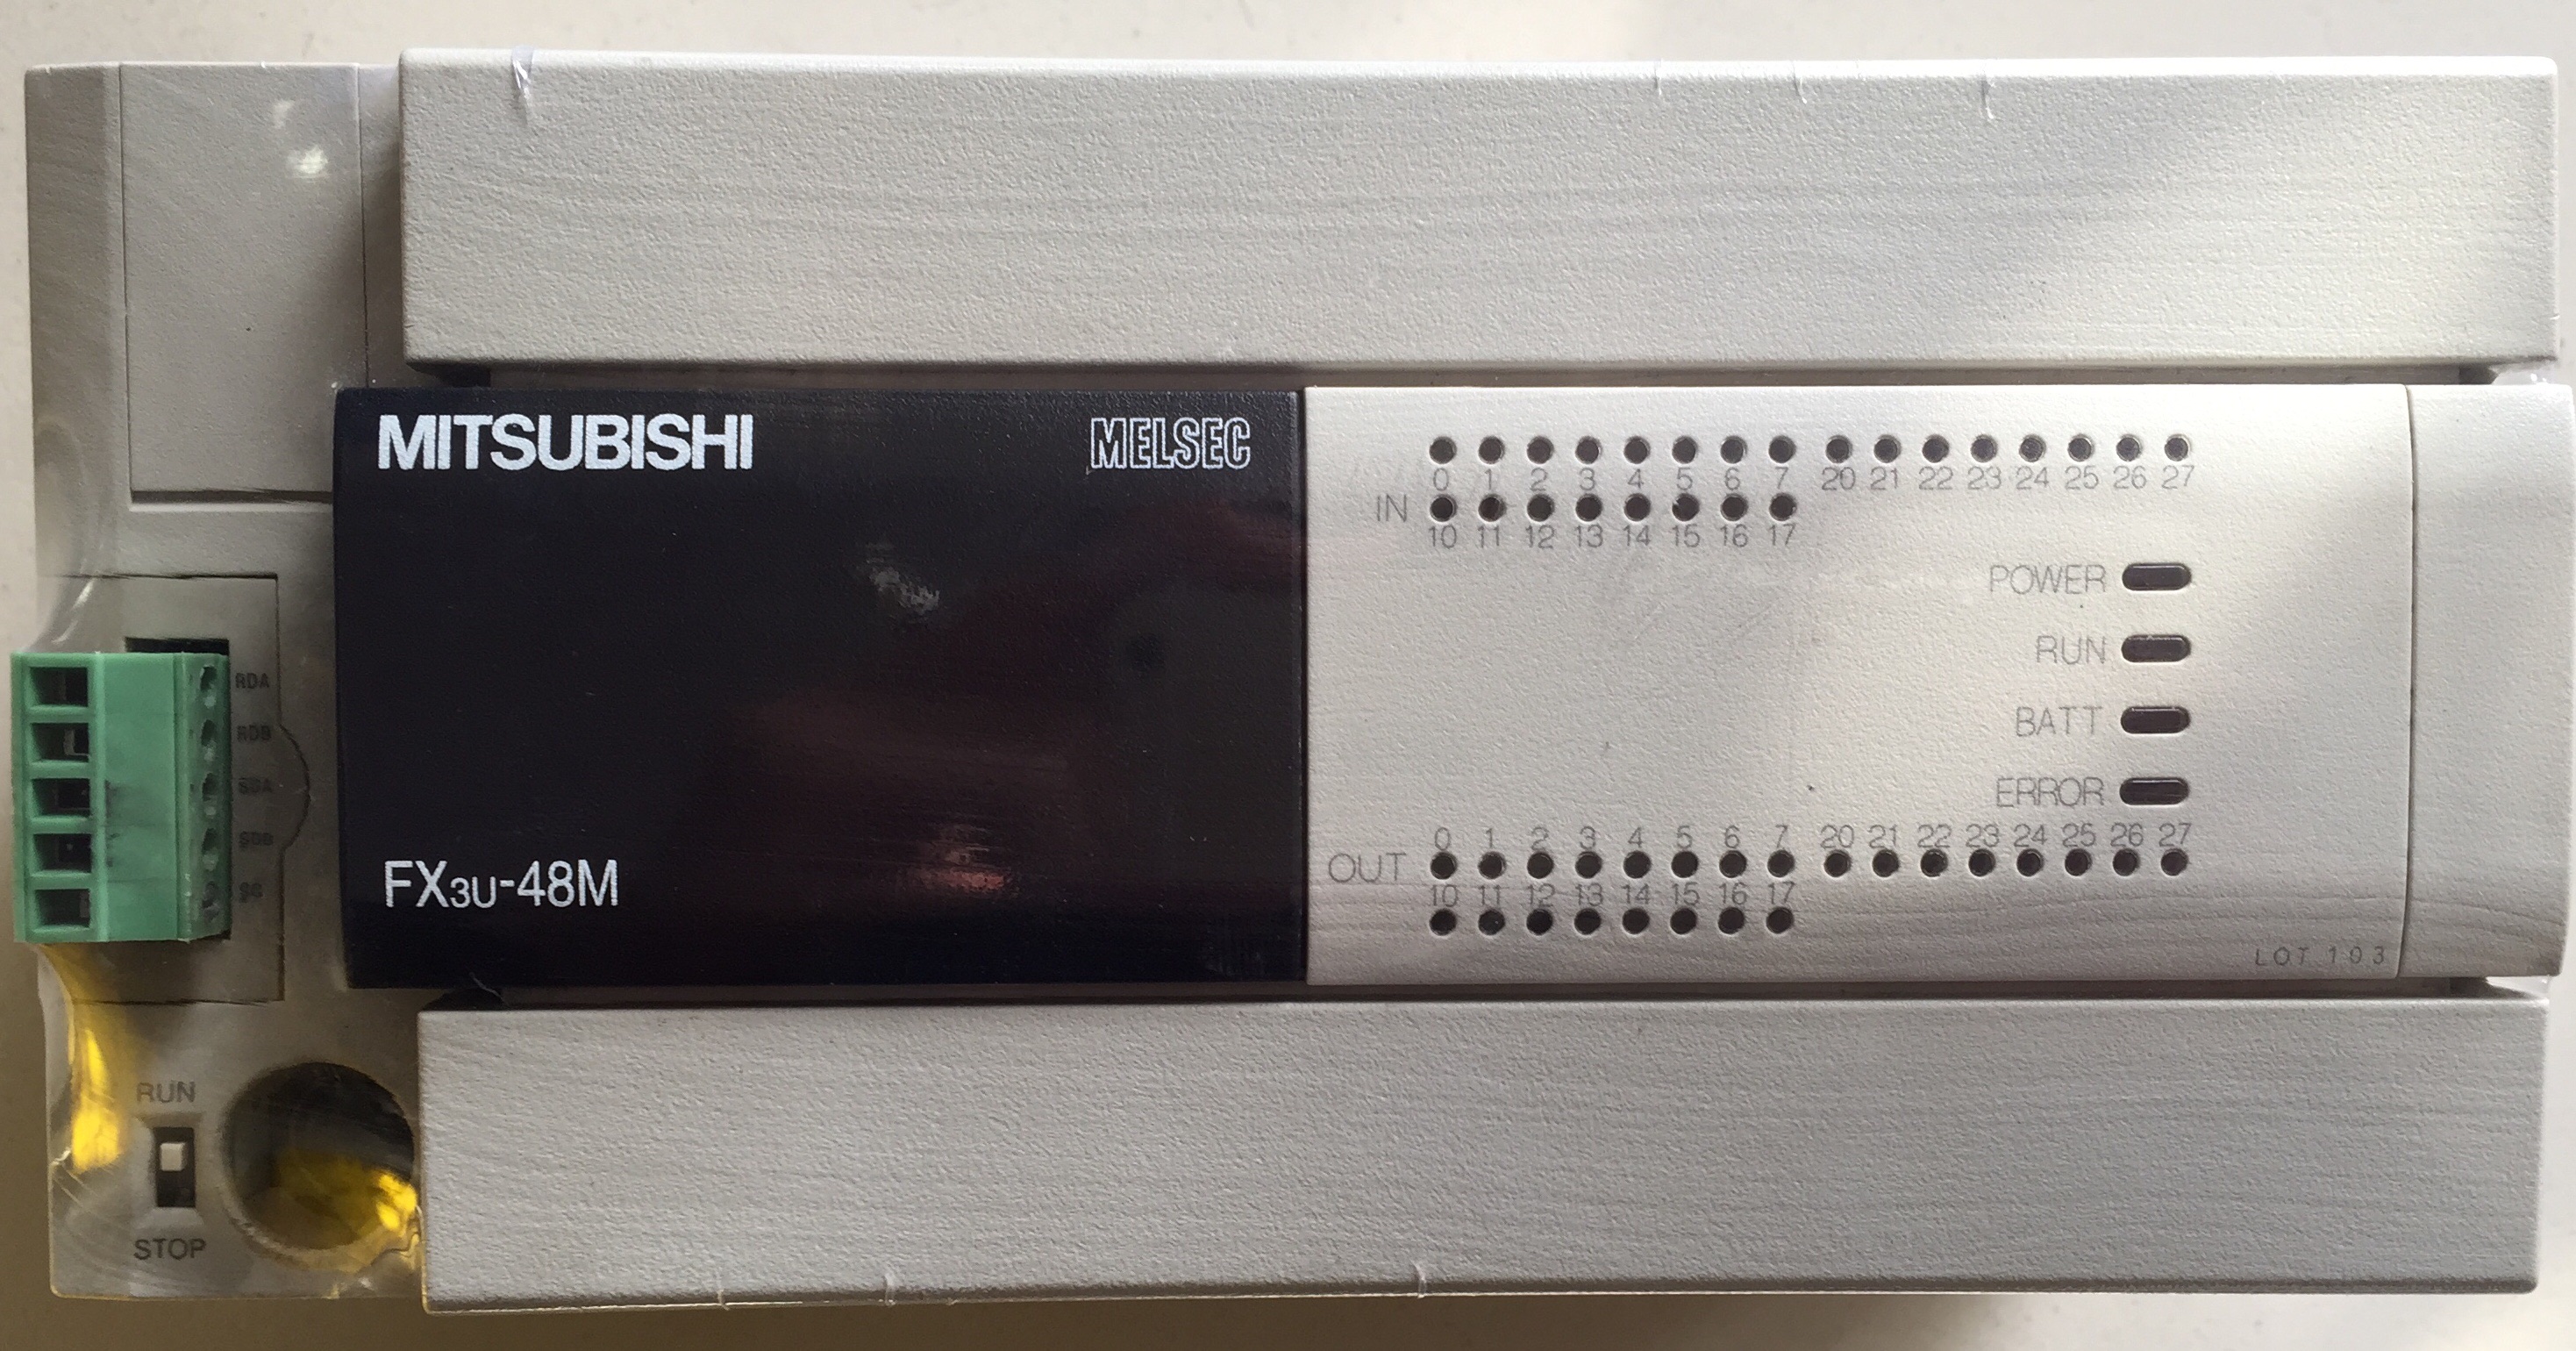 MITSUBISHI
MELSEC
FX3U-48M
0 1 2 3 4 5 6 7 20 21 22 23 24 25 26 27
IN
10 11 12 13 14 15 16 17
POWER
RUN
BATT
ERROR
0 1 2 3 4 5 6 7 20 21 22 23 24 25 26 27
OUT
10 11 12 13 14 15 16 17
LOT 103
RDA
RDB
SDA
SDB
SG
RUN
STOP